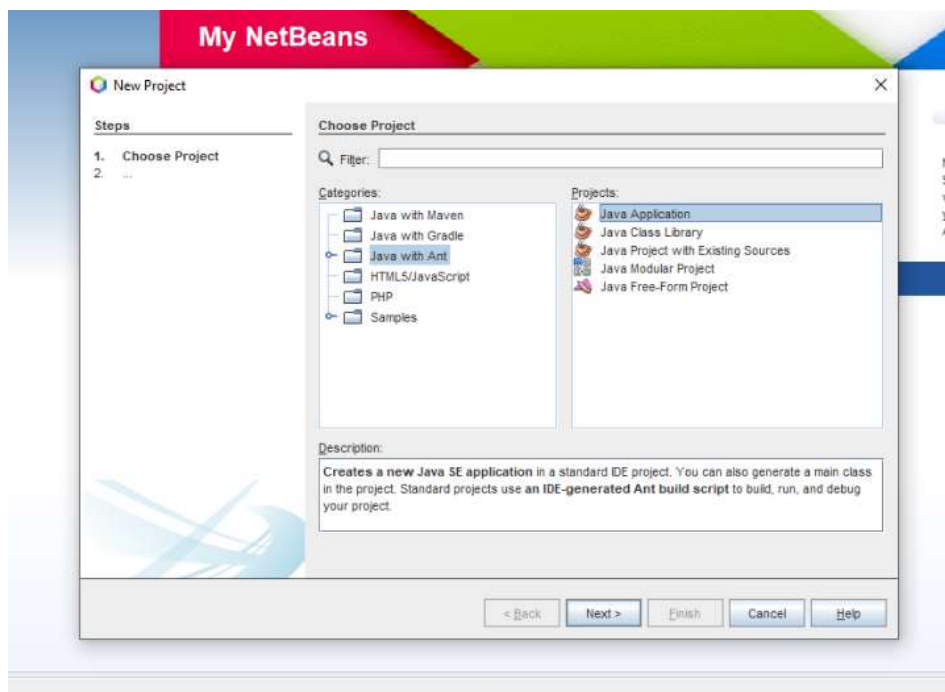 My NetBeans
New Project
Steps
1. Choose Project
2. ...
Choose Project
Filter:
Categories:
Java with Maven
Java with Gradle
Java with Ant
HTML5/JavaScript
PHP
Samples
Projects:
Java Application
Java Class Library
Java Project with Existing Sources
Java Modular Project
Java Free-Form Project
Description:
Creates a new Java SE application in a standard IDE project. You can also generate a main class
in the project. Standard projects use an IDE-generated Ant build script to build, run, and debug
your project.
< Back
Next >
Finish
Cancel
Help